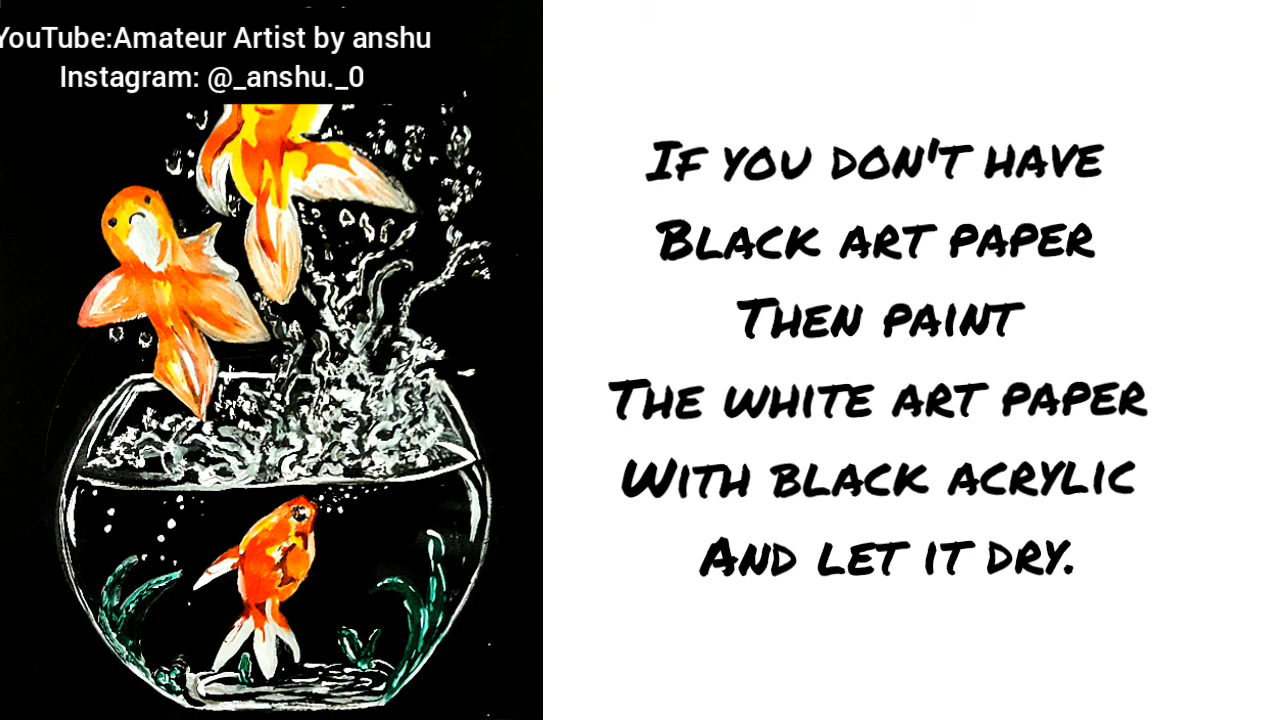 YouTube:Amateur Artist by anshu
Instagram: @_anshu._0
If you don't have
Black art paper
Then paint
The white art paper
With black acrylic
And let it dry.